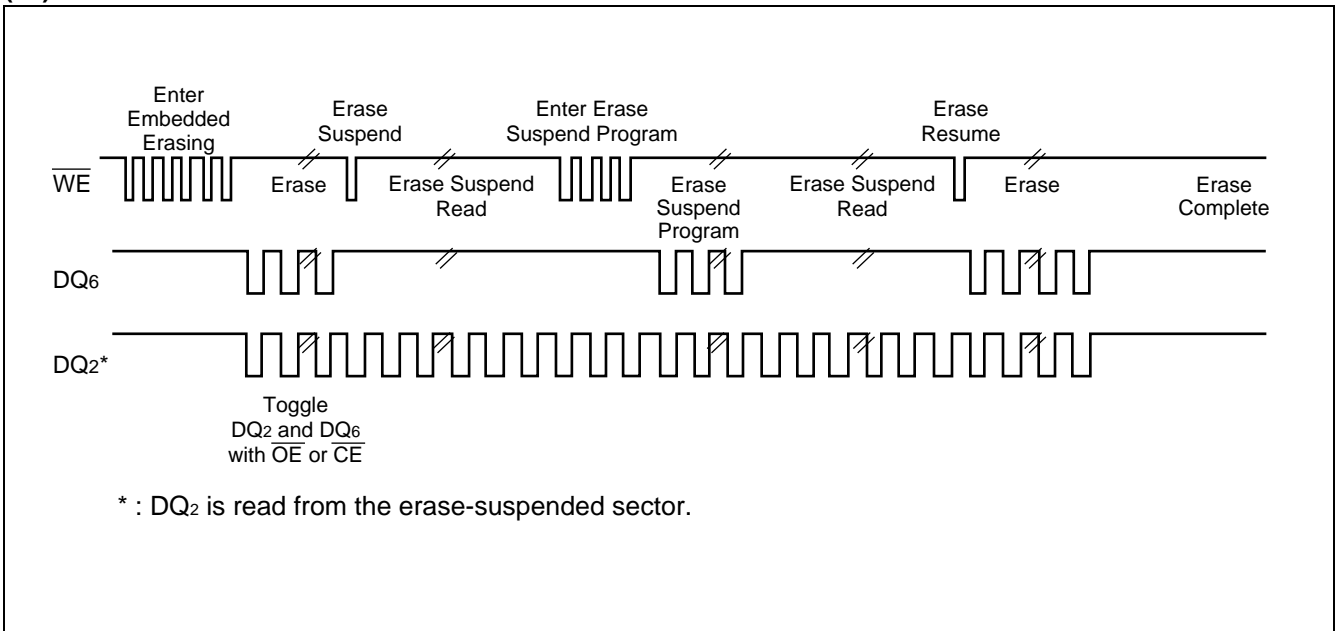 Enter
Embedded
Erasing
Erase
Suspend
Enter Erase
Suspend Program
Erase
Resume
WE
Erase
Erase Suspend
Read
Erase
Suspend
Program
Erase Suspend
Read
Erase
Erase
Complete
DQ6
DQ2*
Toggle
DQ2 and DQ6
with OE or CE
* : DQ2 is read from the erase-suspended sector.